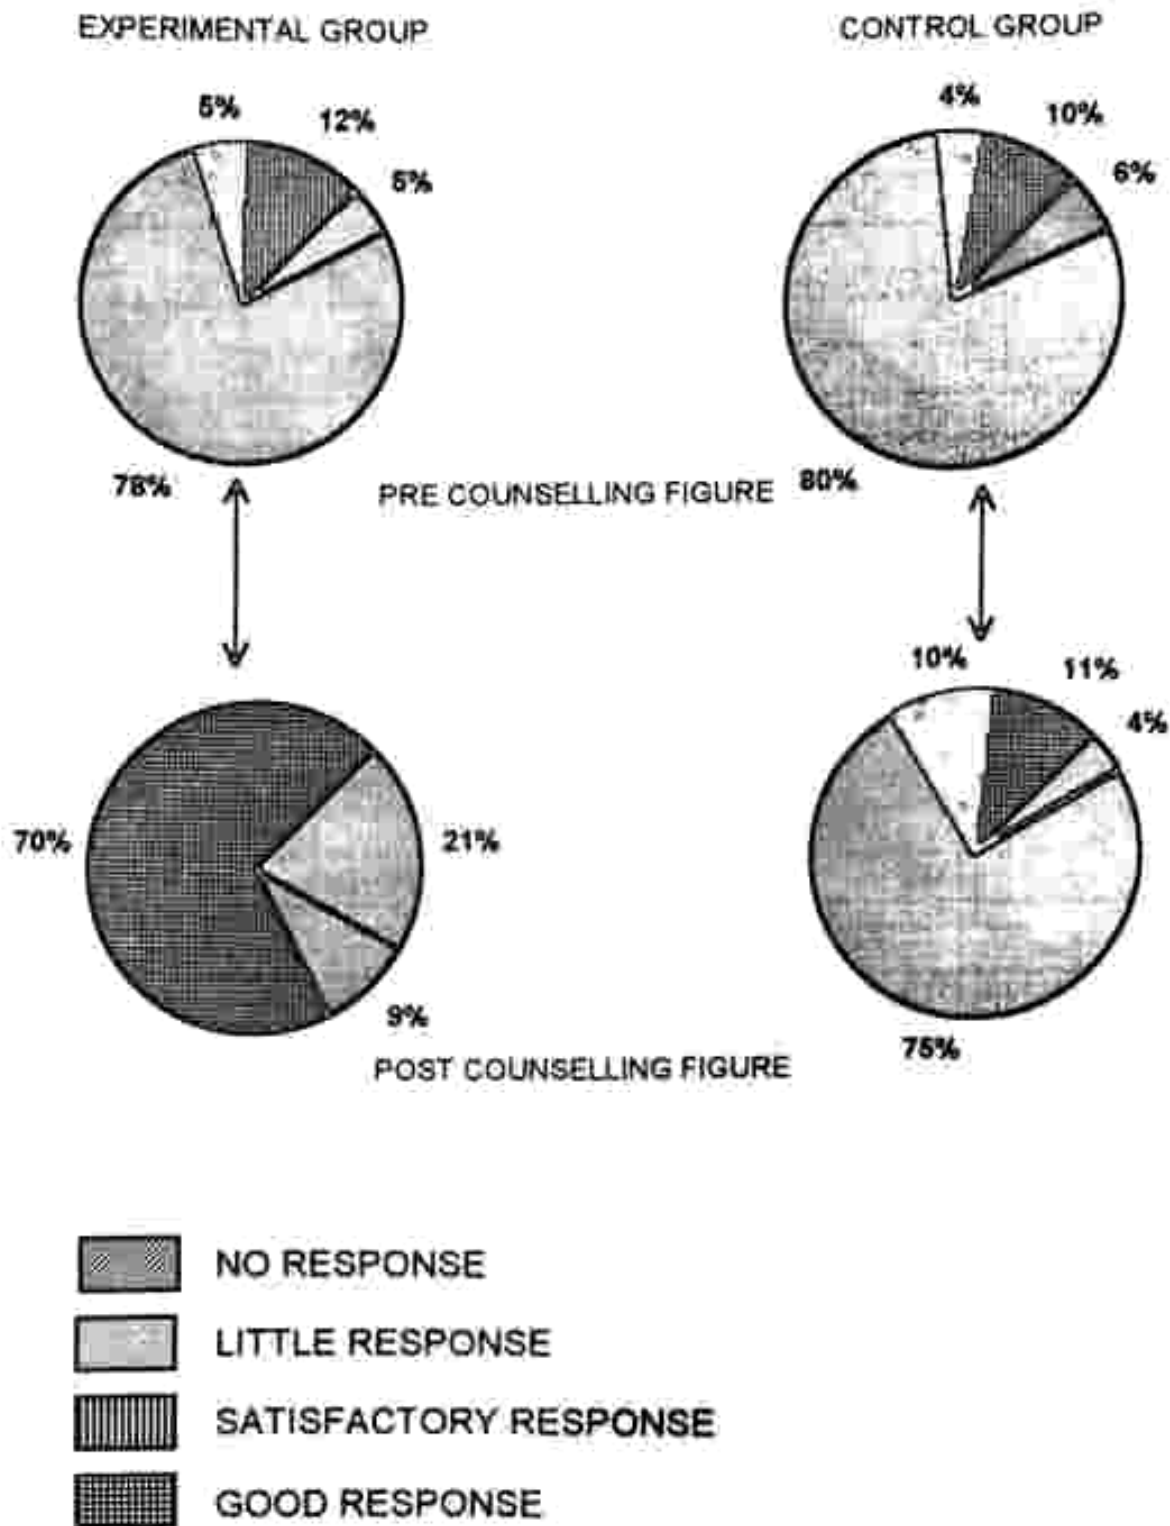 EXPERIMENTAL GROUP
CONTROL GROUP
5%
12%
5%
78%
4%
10%
6%
80%
PRE COUNSELLING FIGURE
70%
21%
9%
10%
11%
4%
75%
POST COUNSELLING FIGURE
NO RESPONSE
LITTLE RESPONSE
SATISFACTORY RESPONSE
GOOD RESPONSE